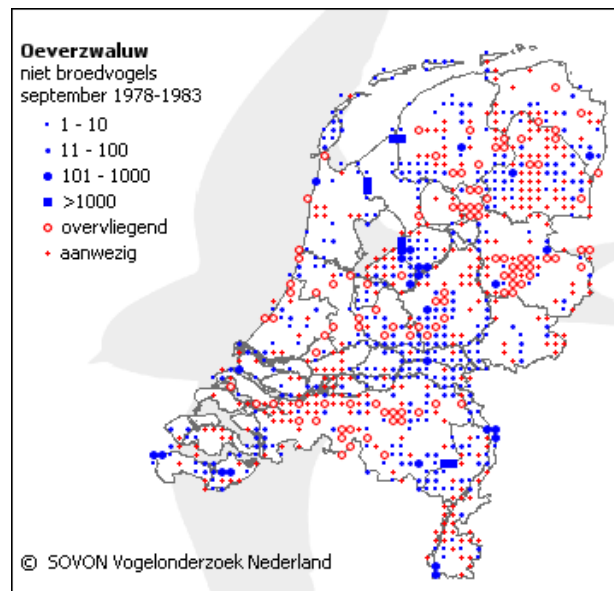 Oeverzwaluw
niet broedvogels
september 1978-1983
1 - 10
11 - 100
101 - 1000
>1000
overvliegend
aanwezig
© SOVON Vogelonderzoek Nederland